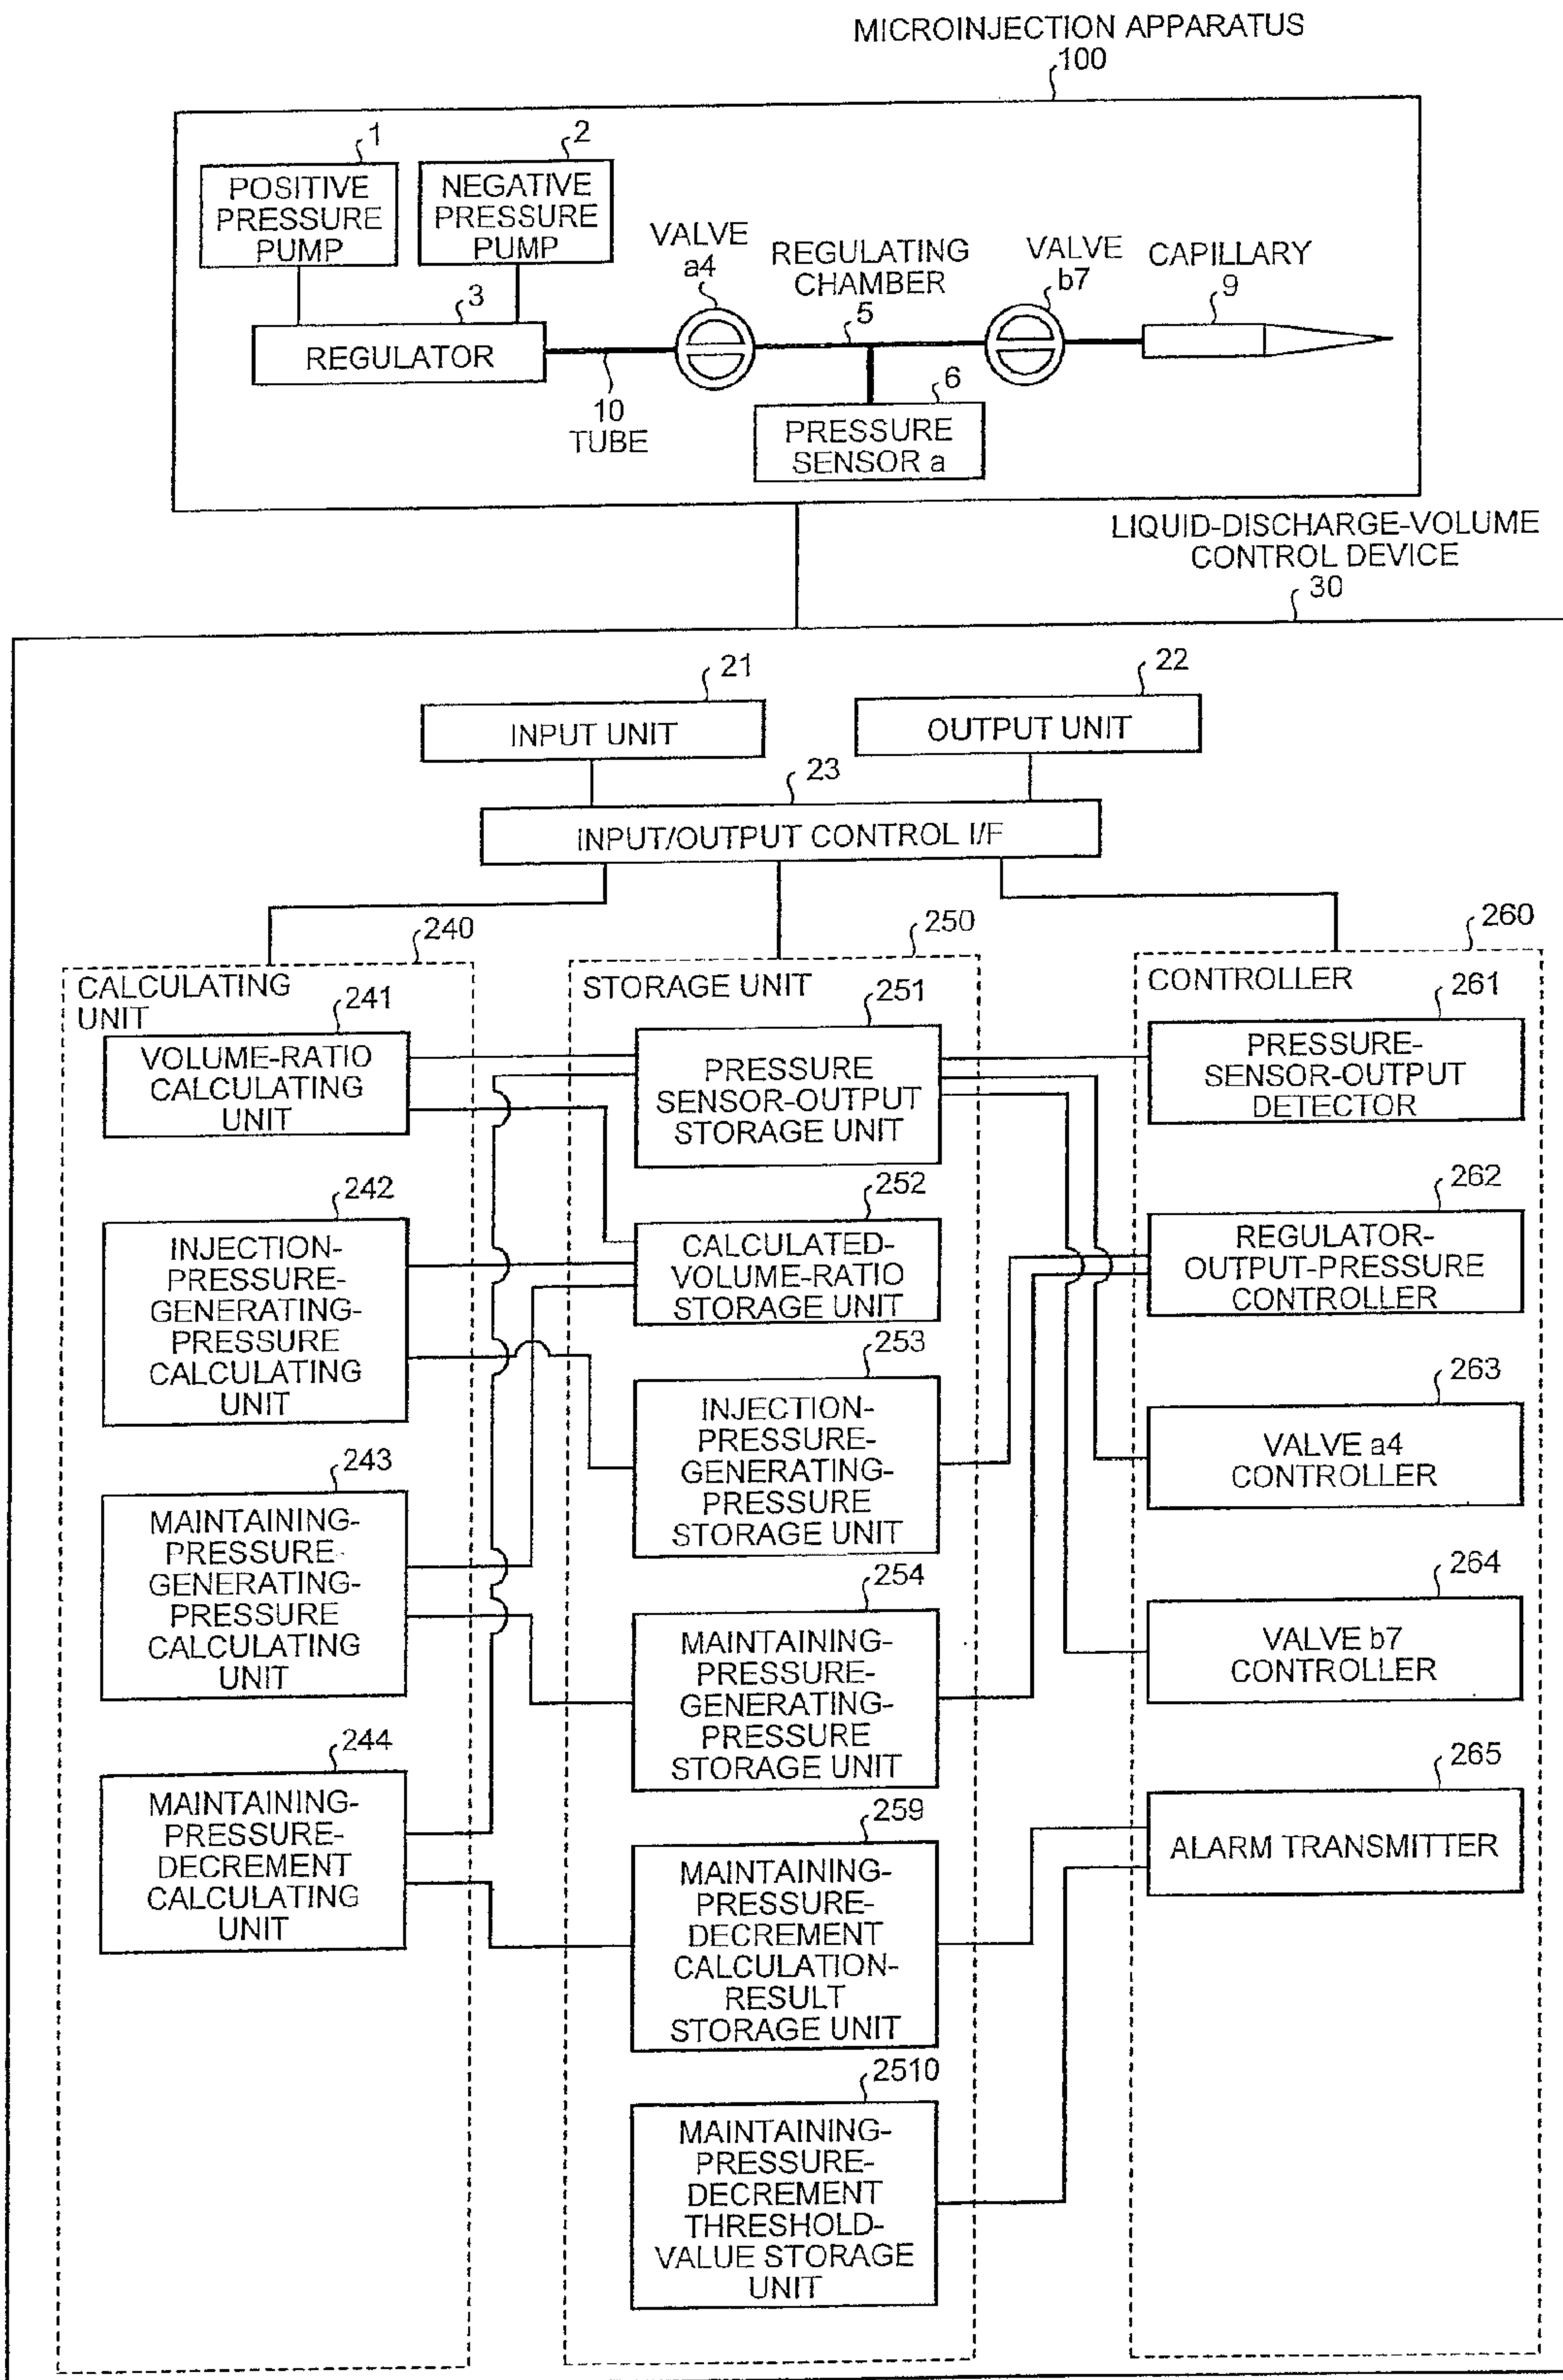 MICROINJECTION APPARATUS
100
1
2
POSITIVE
PRESSURE
PUMP
NEGATIVE
PRESSURE
PUMP
VALVE
a4
REGULATING
CHAMBER
5
VALVE
b7
CAPILLARY
9
3
REGULATOR
10
TUBE
6
PRESSURE
SENSOR a
LIQUID-DISCHARGE-VOLUME
CONTROL DEVICE
30
21
INPUT UNIT
22
OUTPUT UNIT
23
INPUT/OUTPUT CONTROL I/F
240
CALCULATING
UNIT
241
VOLUME-RATIO
CALCULATING
UNIT
242
INJECTION-
PRESSURE-
GENERATING-
PRESSURE
CALCULATING
UNIT
243
MAINTAINING-
PRESSURE-
GENERATING-
PRESSURE
CALCULATING
UNIT
244
MAINTAINING-
PRESSURE-
DECREMENT
CALCULATING
UNIT
250
STORAGE UNIT
251
PRESSURE
SENSOR-OUTPUT
STORAGE UNIT
252
CALCULATED-
VOLUME-RATIO
STORAGE UNIT
253
INJECTION-
PRESSURE-
GENERATING-
PRESSURE
STORAGE UNIT
254
MAINTAINING-
PRESSURE-
GENERATING-
PRESSURE
STORAGE UNIT
259
MAINTAINING-
PRESSURE-
DECREMENT
CALCULATION-
RESULT
STORAGE UNIT
2510
MAINTAINING-
PRESSURE-
DECREMENT
THRESHOLD-
VALUE STORAGE
UNIT
260
CONTROLLER
261
PRESSURE-
SENSOR-OUTPUT
DETECTOR
262
REGULATOR-
OUTPUT-PRESSURE
CONTROLLER
263
VALVE a4
CONTROLLER
264
VALVE b7
CONTROLLER
265
ALARM TRANSMITTER